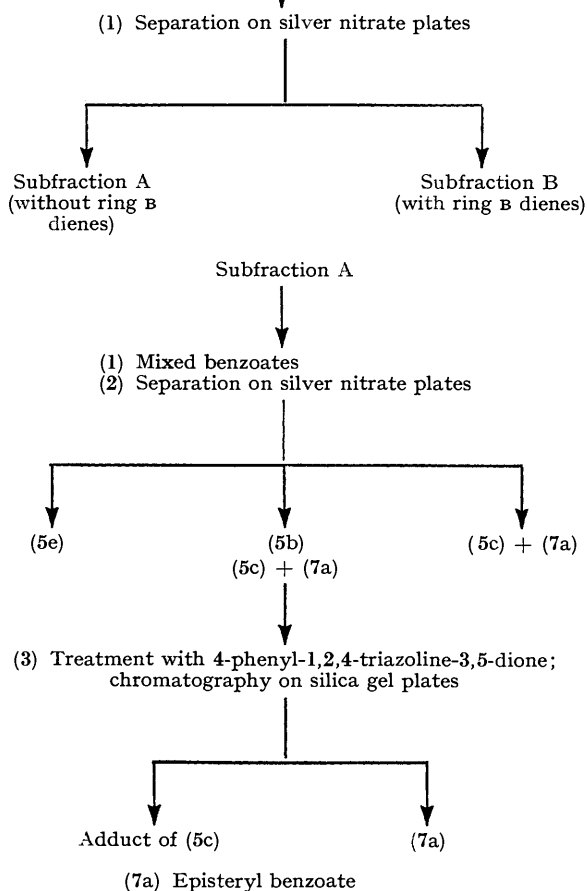 (1) Separation on silver nitrate plates
Subfraction A
(without ring B
dienes)
Subfraction B
(with ring B dienes)
Subfraction A
(1) Mixed benzoates
(2) Separation on silver nitrate plates
(5e)
(5b)
(5c) + (7a)
(5c) + (7a)
(3) Treatment with 4-phenyl-1,2,4-triazoline-3,5-dione;
chromatography on silica gel plates
Adduct of (5c)
(7a)
(7a) Episteryl benzoate